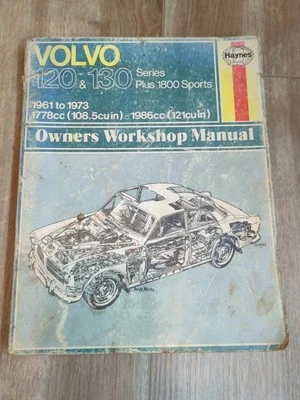 VOLVO
Haynes
120 & 130 Series
Plus 1800 Sports
1961 to 1973
1778cc (108.5cu in) 1986cc (121cu in)
Owners Workshop Manual